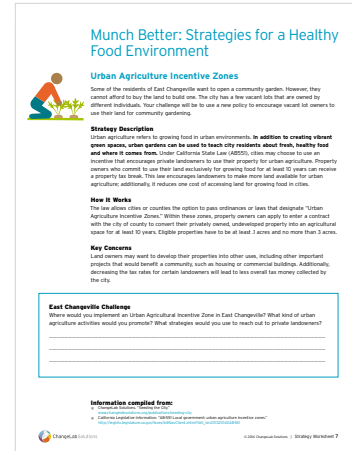 Munch Better: Strategies for a Healthy
Food Environment
Urban Agriculture Incentive Zones
Some of the residents of East Changeville want to open a community garden. However, they
cannot afford to buy the land to build one. The city has a few vacant lots that are owned by
different individuals. Your challenge will be to use a new policy to encourage vacant lot owners to
use their land for community gardening.
Strategy Description
Urban agriculture refers to growing food in urban environments. In addition to creating vibrant
green spaces, urban gardens can be used to teach city residents about fresh, healthy food
and where it comes from. Under California State Law (AB551), cities may choose to use an
incentive that encourages private landowners to use their property for urban agriculture. Property
owners who commit to use their land exclusively for growing food for at least 10 years can receive
a property tax break. This law encourages landowners to make more land available for urban
agriculture; additionally, it reduces one cost of accessing land for growing food in cities.
How It Works
The law allows cities or counties the option to pass ordinances or laws that designate "Urban
Agriculture Incentive Zones." Within these zones, property owners can apply to enter a contract
with the city of county to convert their privately owned, undeveloped property into an agricultural
space for at least 10 years. Eligible properties have to be at least .1 acres and no more than 3 acres.
Key Concerns
Land owners may want to develop their properties into other uses, including other important
projects that would benefit a community, such as housing or commercial buildings. Additionally,
decreasing the tax rates for certain landowners will lead to less overall tax money collected by
the city.
East Changeville Challenge
Where would you implement an Urban Agricultural Incentive Zone in East Changeville? What kind of urban
agriculture activities would you promote? What strategies would you use to reach out to private landowners?
Information compiled from:
ChangeLab Solutions. "Seeding the City"
California Legislative Information. "AB-551 Local government: urban agriculture incentive zones"
ChangeLab Solutions
© 2016 ChangeLab Solutions | Strategy Worksheet 7